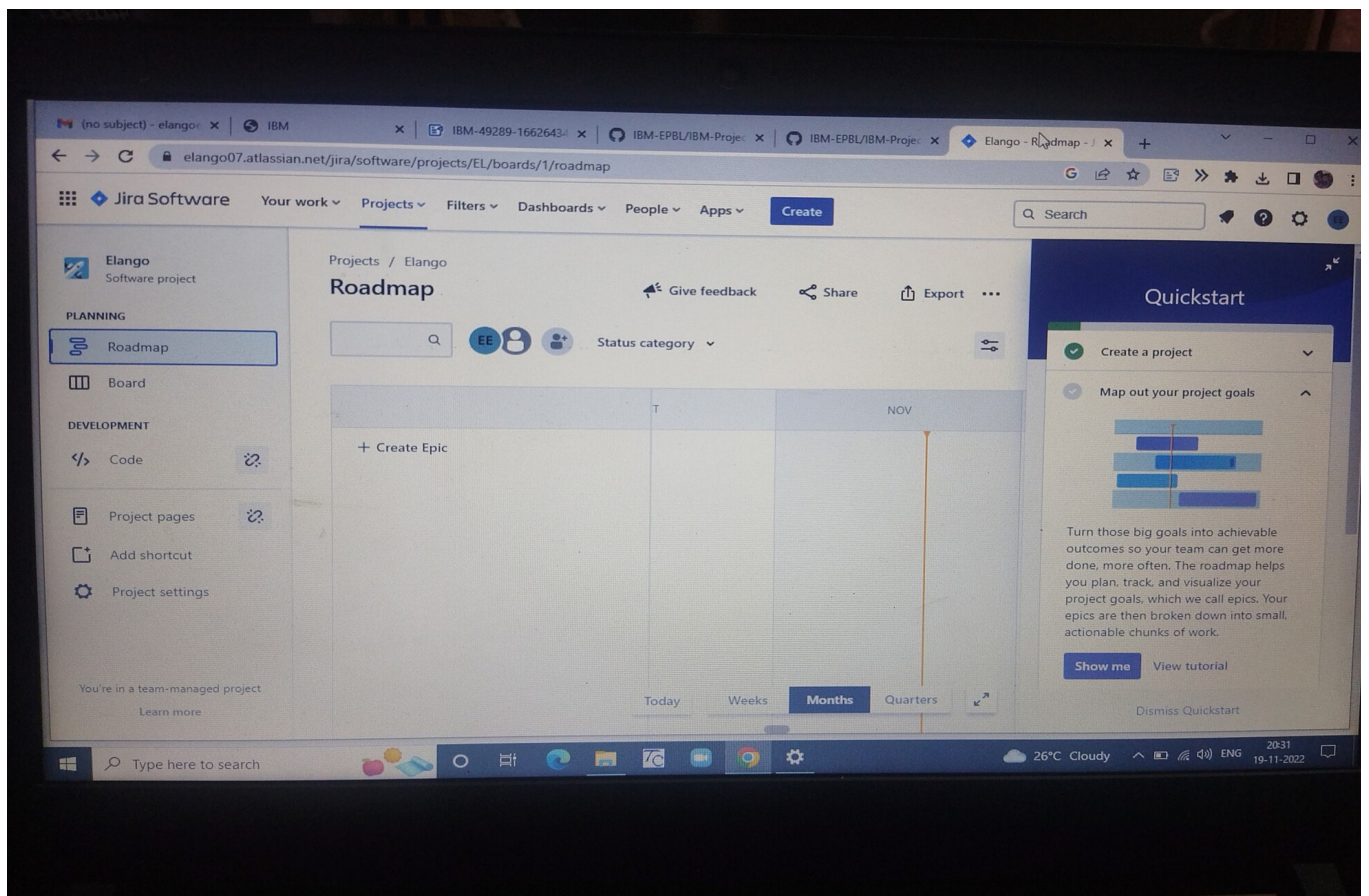 (no subject) - elango
IBM
IBM-49289-1662643
IBM-EPBL/IBM-Projec
IBM-EPBL/IBM-Projec
Elango - Roadmap - J
elango07.atlassian.net/jira/software/projects/EL/boards/1/roadmap
Jira Software
Your work
Projects
Filters
Dashboards
People
Apps
Create
Search
EE
Elango
Software project
PLANNING
Roadmap
Board
DEVELOPMENT
Code
Project pages
Add shortcut
Project settings
You're in a team-managed project
Learn more
Projects / Elango
Roadmap
Give feedback
Share
Export
EE
Status category
T
NOV
+ Create Epic
Today
Weeks
Months
Quarters
Quickstart
Create a project
Map out your project goals
Turn those big goals into achievable
outcomes so your team can get more
done, more often. The roadmap helps
you plan, track, and visualize your
project goals, which we call epics. Your
epics are then broken down into small,
actionable chunks of work.
Show me
View tutorial
Dismiss Quickstart
Type here to search
26°C Cloudy
ENG
20:31
19-11-2022